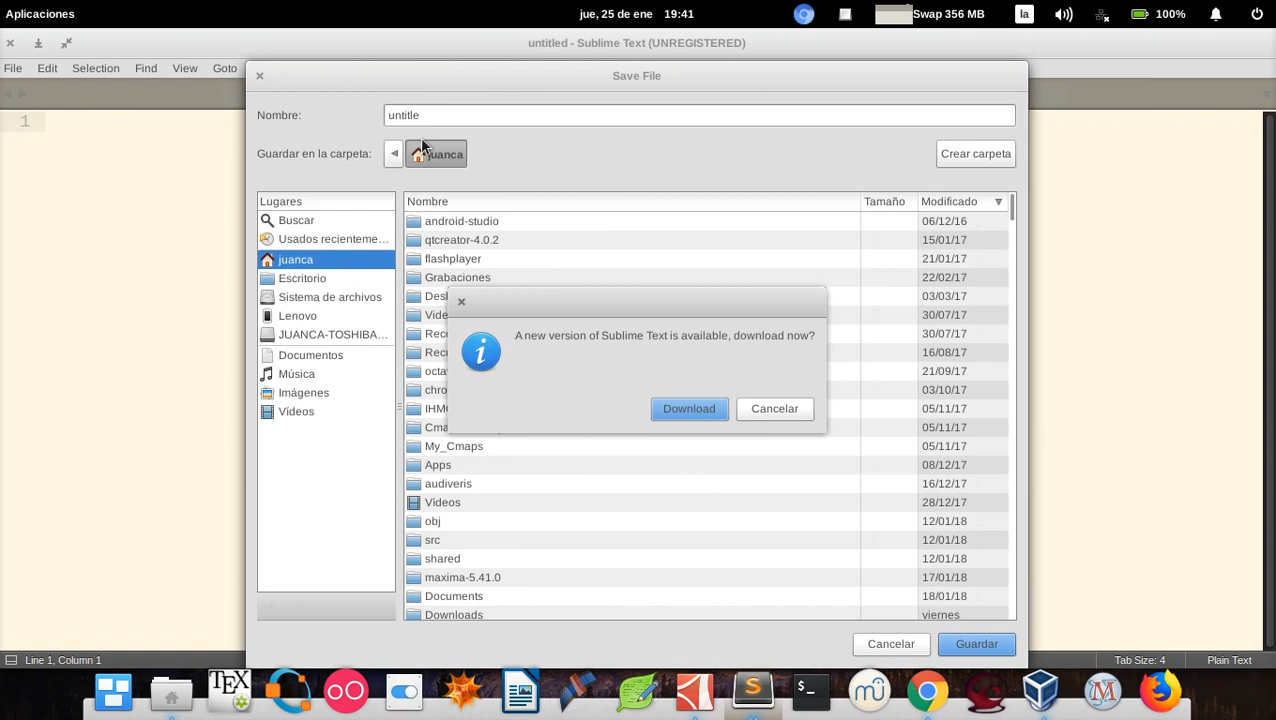 Aplicaciones
jue, 25 de ene 19:41
Swap 356 MB
la
100%
untitled - Sublime Text (UNREGISTERED)
File Edit Selection Find View Goto
Save File
1
Nombre: untitle
Guardar en la carpeta: juanca
Crear carpeta
Lugares
Buscar
Usados recienteme...
juanca
Escritorio
Sistema de archivos
Lenovo
JUANCA-TOSHIBA...
Documentos
Música
Imágenes
Vídeos
Nombre Tamaño Modificado
android-studio 06/12/16
qtcreator-4.0.2 15/01/17
flashplayer 21/01/17
Grabaciones 22/02/17
03/03/17
30/07/17
30/07/17
16/08/17
21/09/17
03/10/17
05/11/17
05/11/17
My_Cmaps 05/11/17
Apps 08/12/17
audiveris 16/12/17
Vídeos 28/12/17
obj 12/01/18
src 12/01/18
shared 12/01/18
maxima-5.41.0 17/01/18
Documents 18/01/18
Downloads viernes
A new version of Sublime Text is available, download now?
Download Cancelar
Cancelar Guardar
Line 1, Column 1
Tab Size: 4 Plain Text
TEX